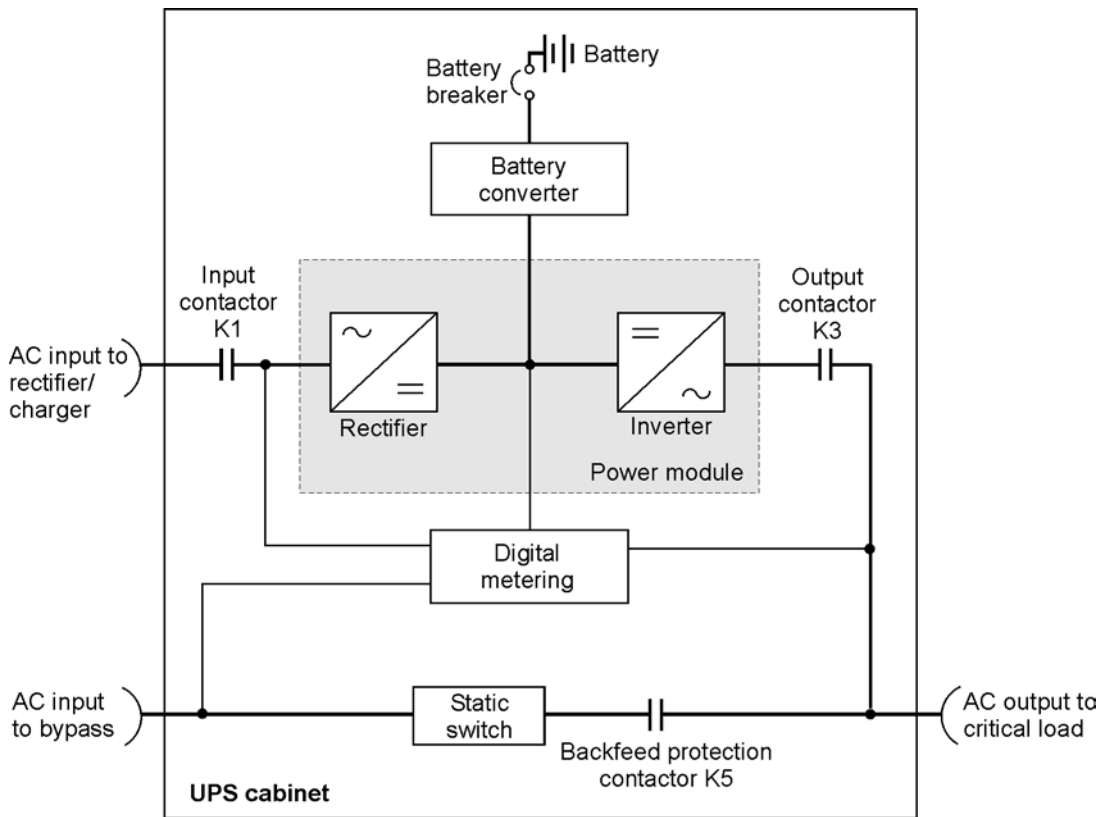 Battery
Battery
breaker
Battery
converter
Input
contactor
K1
Output
contactor
K3
AC input to
rectifier/
charger
Rectifier
Inverter
Power module
Digital
metering
AC input
to bypass
Static
switch
Backfeed protection
contactor K5
AC output to
critical load
UPS cabinet